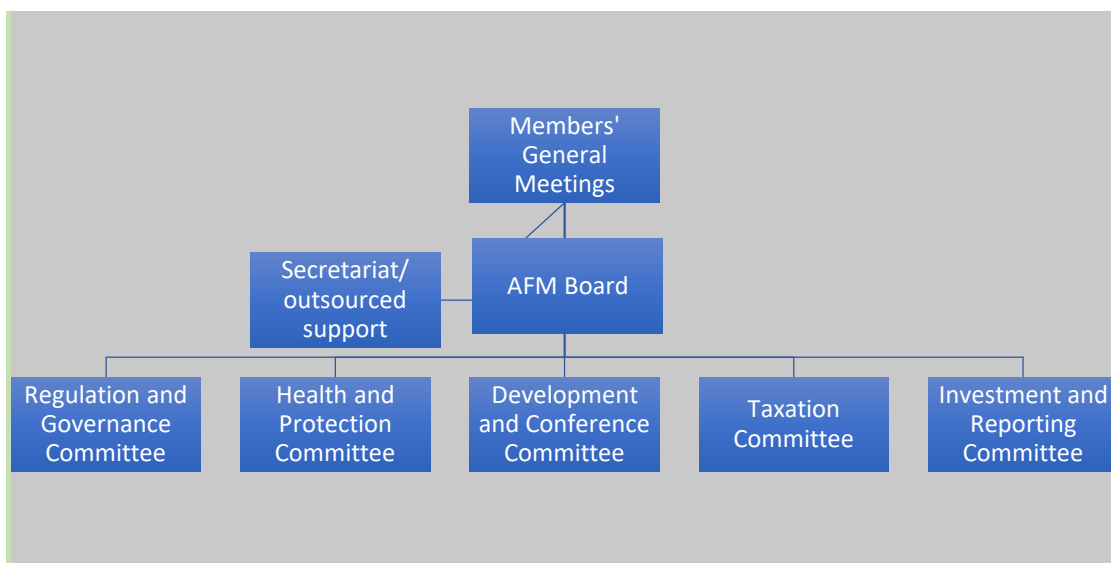 Members'
General
Meetings
Secretariat/
outsourced
support
AFM Board
Regulation and
Governance
Committee
Health and
Protection
Committee
Development
and Conference
Committee
Taxation
Committee
Investment and
Reporting
Committee